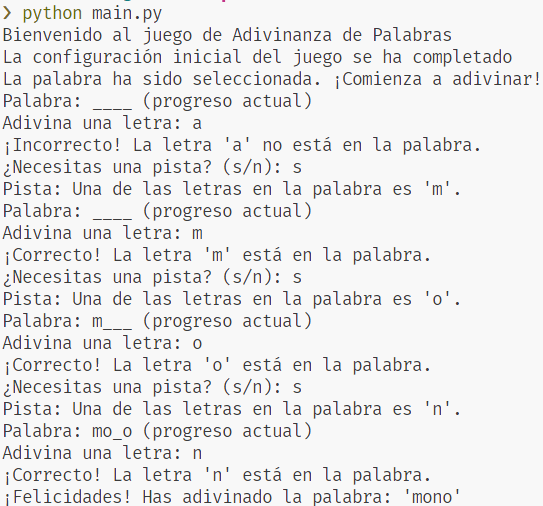 ❯ python main.py
Bienvenido al juego de Adivinanza de Palabras
La configuración inicial del juego se ha completado
La palabra ha sido seleccionada. ¡Comienza a adivinar!
Palabra: ____ (progreso actual)
Adivina una letra: a
¡Incorrecto! La letra 'a' no está en la palabra.
¿Necesitas una pista? (s/n): s
Pista: Una de las letras en la palabra es 'm'.
Palabra: ____ (progreso actual)
Adivina una letra: m
¡Correcto! La letra 'm' está en la palabra.
¿Necesitas una pista? (s/n): s
Pista: Una de las letras en la palabra es 'o'.
Palabra: m___ (progreso actual)
Adivina una letra: o
¡Correcto! La letra 'o' está en la palabra.
¿Necesitas una pista? (s/n): s
Pista: Una de las letras en la palabra es 'n'.
Palabra: mo_o (progreso actual)
Adivina una letra: n
¡Correcto! La letra 'n' está en la palabra.
¡Felicidades! Has adivinado la palabra: 'mono'